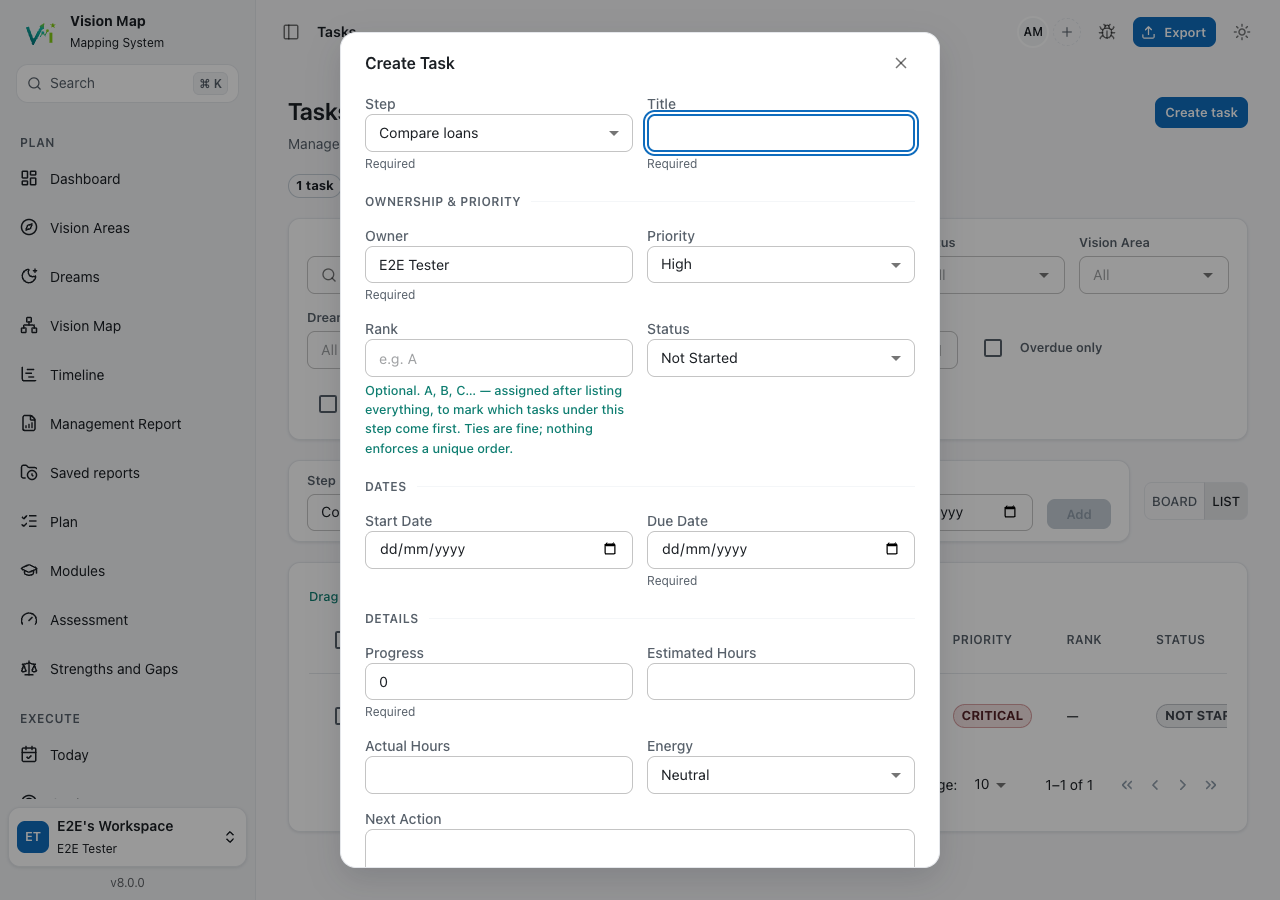 Vision Map
Mapping System
Search
⌘ K
PLAN
Dashboard
Vision Areas
Dreams
Vision Map
Timeline
Management Report
Saved reports
Plan
Modules
Assessment
Strengths and Gaps
EXECUTE
Today
ET
E2E's Workspace
E2E Tester
v8.0.0
Tasks
AM
Export
Tasks
Create task
Manage
1 task
Vision Area
All
Overdue only
Step
Co
Add
BOARD
LIST
Drag
PRIORITY
RANK
STATUS
CRITICAL
—
NOT STAR
10
1–1 of 1
Create Task
Step
Title
Compare loans
Required
Required
OWNERSHIP & PRIORITY
Owner
Priority
E2E Tester
High
Required
Rank
Status
e.g. A
Not Started
Optional. A, B, C… — assigned after listing
everything, to mark which tasks under this
step come first. Ties are fine; nothing
enforces a unique order.
DATES
Start Date
Due Date
dd/mm/yyyy
dd/mm/yyyy
Required
DETAILS
Progress
Estimated Hours
0
Required
Actual Hours
Energy
Neutral
Next Action